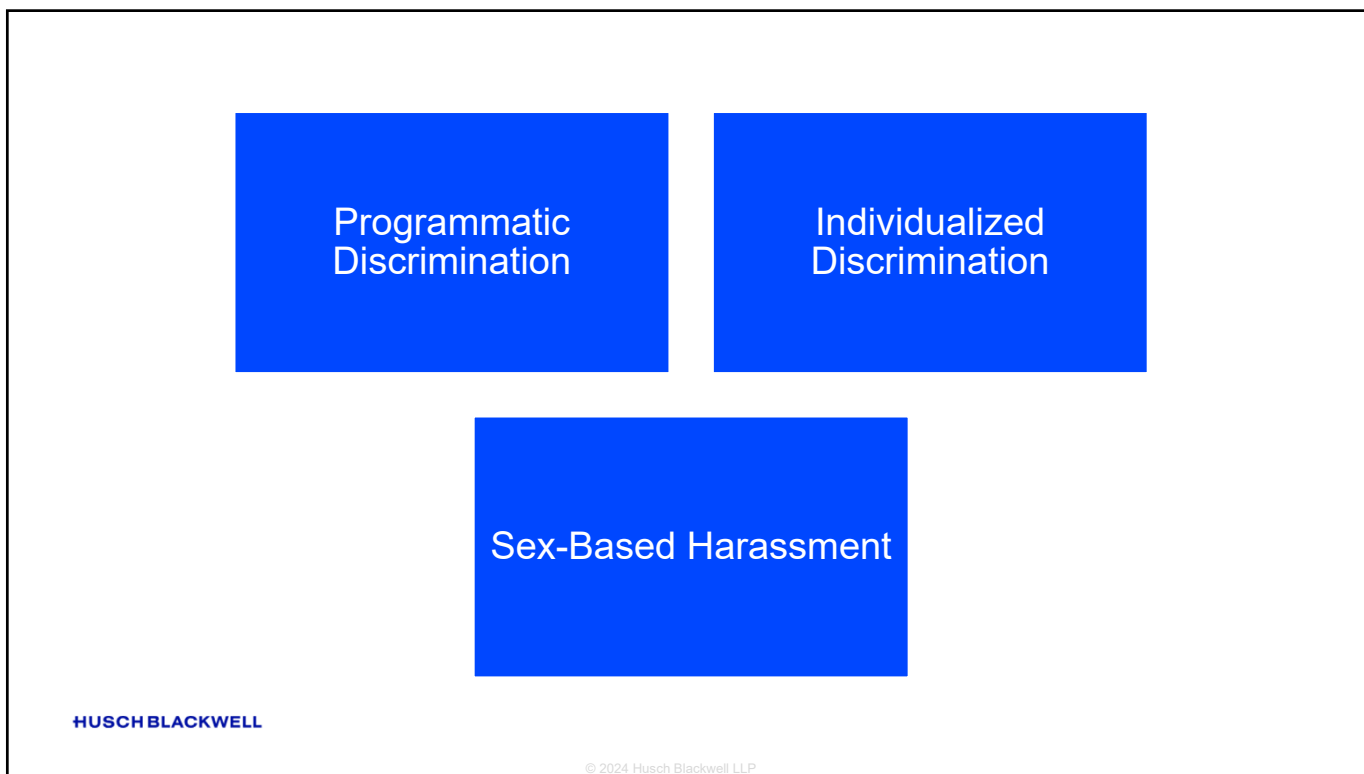 Programmatic
Discrimination
Individualized
Discrimination
Sex-Based Harassment
HUSCH BLACKWELL
© 2024 Husch Blackwell LLP